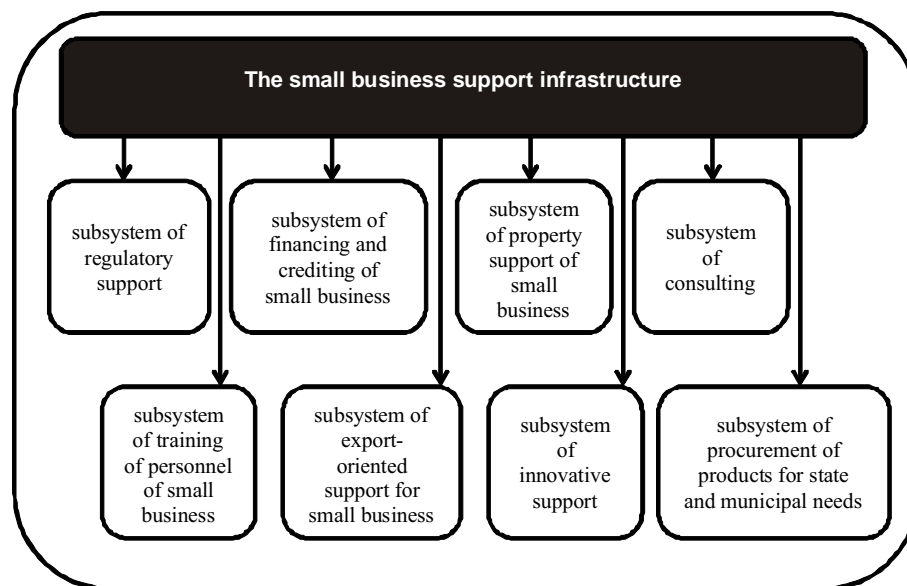 The small business support infrastructure
subsystem of
regulatory
support
subsystem of
financing and
crediting of
small business
subsystem
of property
support of
small
business
subsystem
of
consulting
subsystem
of training
of personnel
of small
business
subsystem of
export-
oriented
support for
small business
subsystem
of
innovative
support
subsystem of
procurement of
products for state
and municipal needs